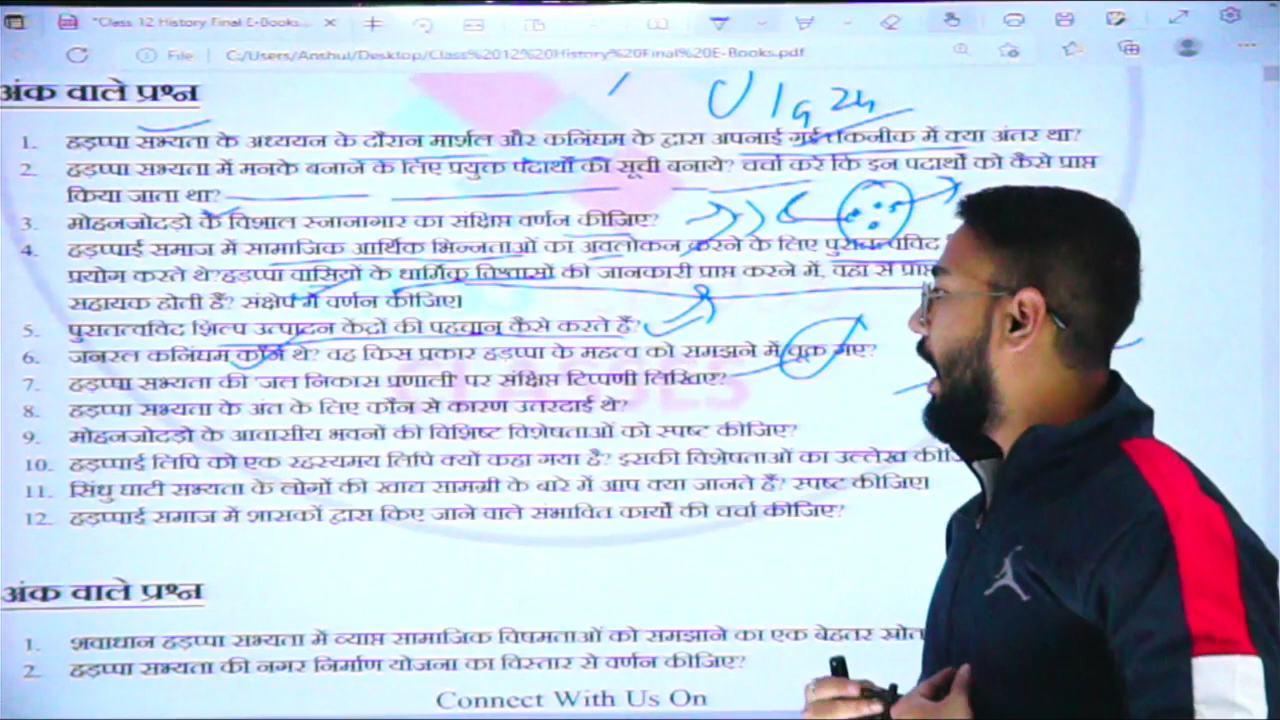 "Class 12 History Final E-Books...
File C:/Users/Anshul/Desktop/Class%2012%20History%20Final%20E-Books.pdf
अंक वाले प्रश्न
1. हड़प्पा सभ्यता के अध्ययन के दौरान मार्शल और कनिंघम के द्वारा अपनाई गई तकनीक में क्या अंतर था?
2. हड़प्पा सभ्यता में मनके बनाने के लिए प्रयुक्त पदार्थों की सूची बनाये? चर्चा करें कि इन पदार्थों को कैसे प्राप्त
किया जाता था?
3. मोहनजोदड़ो के विशाल स्नानागार का संक्षिप्त वर्णन कीजिए?
4. हड़प्पाई समाज में सामाजिक आर्थिक भिन्नताओं का अवलोकन करने के लिए पुरातत्वविद
प्रयोग करते थे?हड़प्पा वासियों के धार्मिक विश्वासों की जानकारी प्राप्त करने में, वहां से
सहायक होती हैं? संक्षेप में वर्णन कीजिए।
5. पुरातत्वविद शिल्प उत्पादन केंद्रों की पहचान कैसे करते हैं?
6. जनरल कनिंघम कौन थे? वह किस प्रकार हड़प्पा के महत्व को समझने में चूक गए?
7. हड़प्पा सभ्यता की 'जल निकास प्रणाली' पर संक्षिप्त टिप्पणी लिखिए?
8. हड़प्पा सभ्यता के अंत के लिए कौन से कारण उत्तरदाई थे?
9. मोहनजोदड़ो के आवासीय भवनों की विशिष्ट विशेषताओं को स्पष्ट कीजिए?
10. हड़प्पाई लिपि को एक रहस्यमय लिपि क्यों कहा गया है? इसकी विशेषताओं का उल्लेख
11. सिंधु घाटी सभ्यता के लोगों की खाद्य सामग्री के बारे में आप क्या जानते हैं? स्पष्ट कीजिए।
12. हड़प्पाई समाज में शासकों द्वारा किए जाने वाले संभावित कार्यों की चर्चा कीजिए?
CLASSES
अंक वाले प्रश्न
1. शवाधान हड़प्पा सभ्यता में व्याप्त सामाजिक विषमताओं को समझाने का एक बेहतर स्रोत
2. हड़प्पा सभ्यता की नगर निर्माण योजना का विस्तार से वर्णन कीजिए?
Connect With Us On